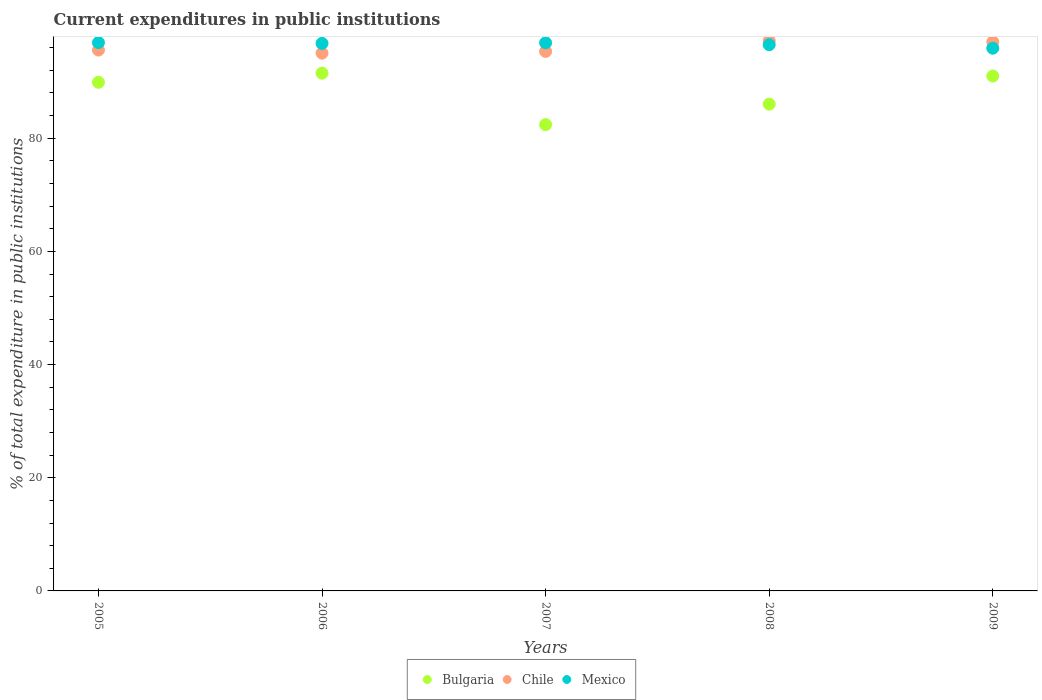 Current expenditures in public institutions
% of total expenditure in public institutions
80
60
40
20
0
2005
2006
2007
2008
2009
Years
Bulgaria
Chile
Mexico